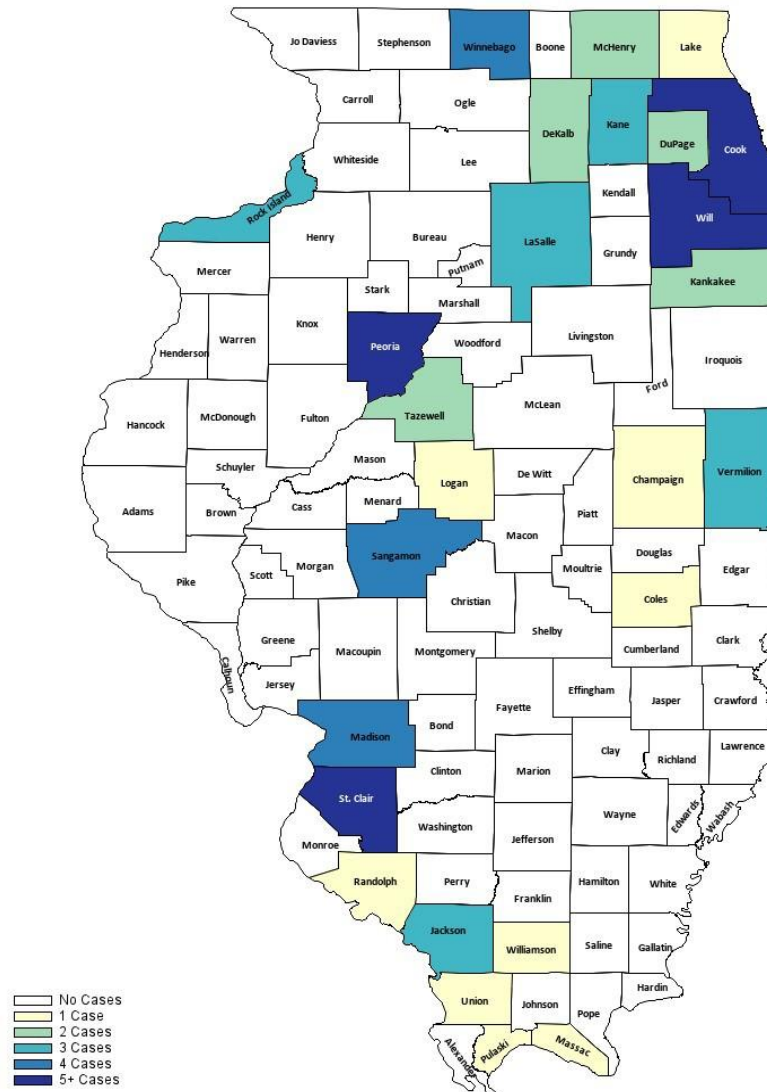 Jo Daviess
Stephenson
Winnebago
Boone
McHenry
Lake
Carroll
Ogle
DeKalb
Kane
DuPage
Cook
Whiteside
Lee
Kendall
Rock Island
Will
Henry
Bureau
LaSalle
Grundy
Mercer
Putnam
Kankakee
Stark
Marshall
Knox
Peoria
Woodford
Livingston
Henderson
Warren
Iroquois
Ford
Hancock
McDonough
Fulton
Tazewell
McLean
Mason
Schuyler
Logan
De Witt
Champaign
Vermilion
Adams
Brown
Cass
Menard
Piatt
Macon
Sangamon
Douglas
Edgar
Pike
Scott
Morgan
Moultrie
Christian
Coles
Greene
Shelby
Macoupin
Montgomery
Cumberland
Clark
Calhoun
Jersey
Effingham
Fayette
Jasper
Crawford
Madison
Bond
Clay
Richland
Lawrence
Clinton
Marion
St. Clair
Wayne
Edwards
Wabash
Washington
Jefferson
Monroe
Randolph
Perry
Hamilton
White
Franklin
Jackson
Williamson
Saline
Gallatin
Union
Johnson
Pope
Hardin
Alexander
Pulaski
Massac
No Cases
1 Case
2 Cases
3 Cases
4 Cases
5+ Cases